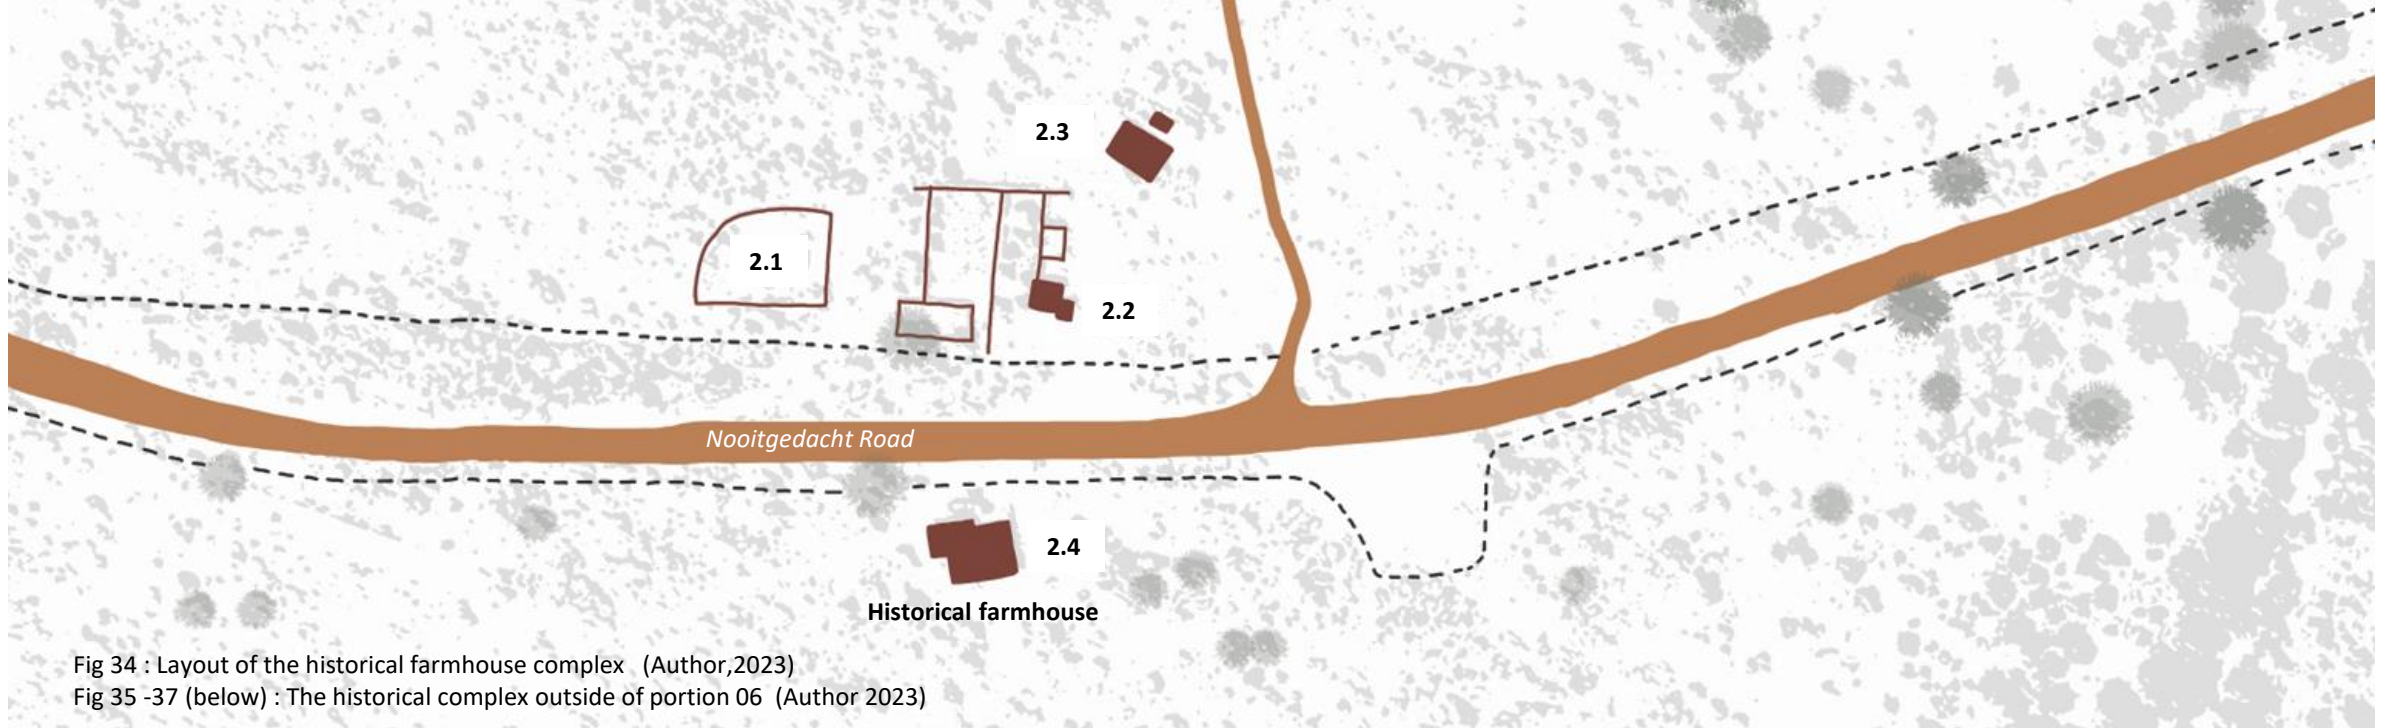 2.3
2.1
2.2
Nooitgedacht Road
2.4
Historical farmhouse
Fig 34 : Layout of the historical farmhouse complex (Author,2023)
Fig 35 -37 (below) : The historical complex outside of portion 06 (Author 2023)